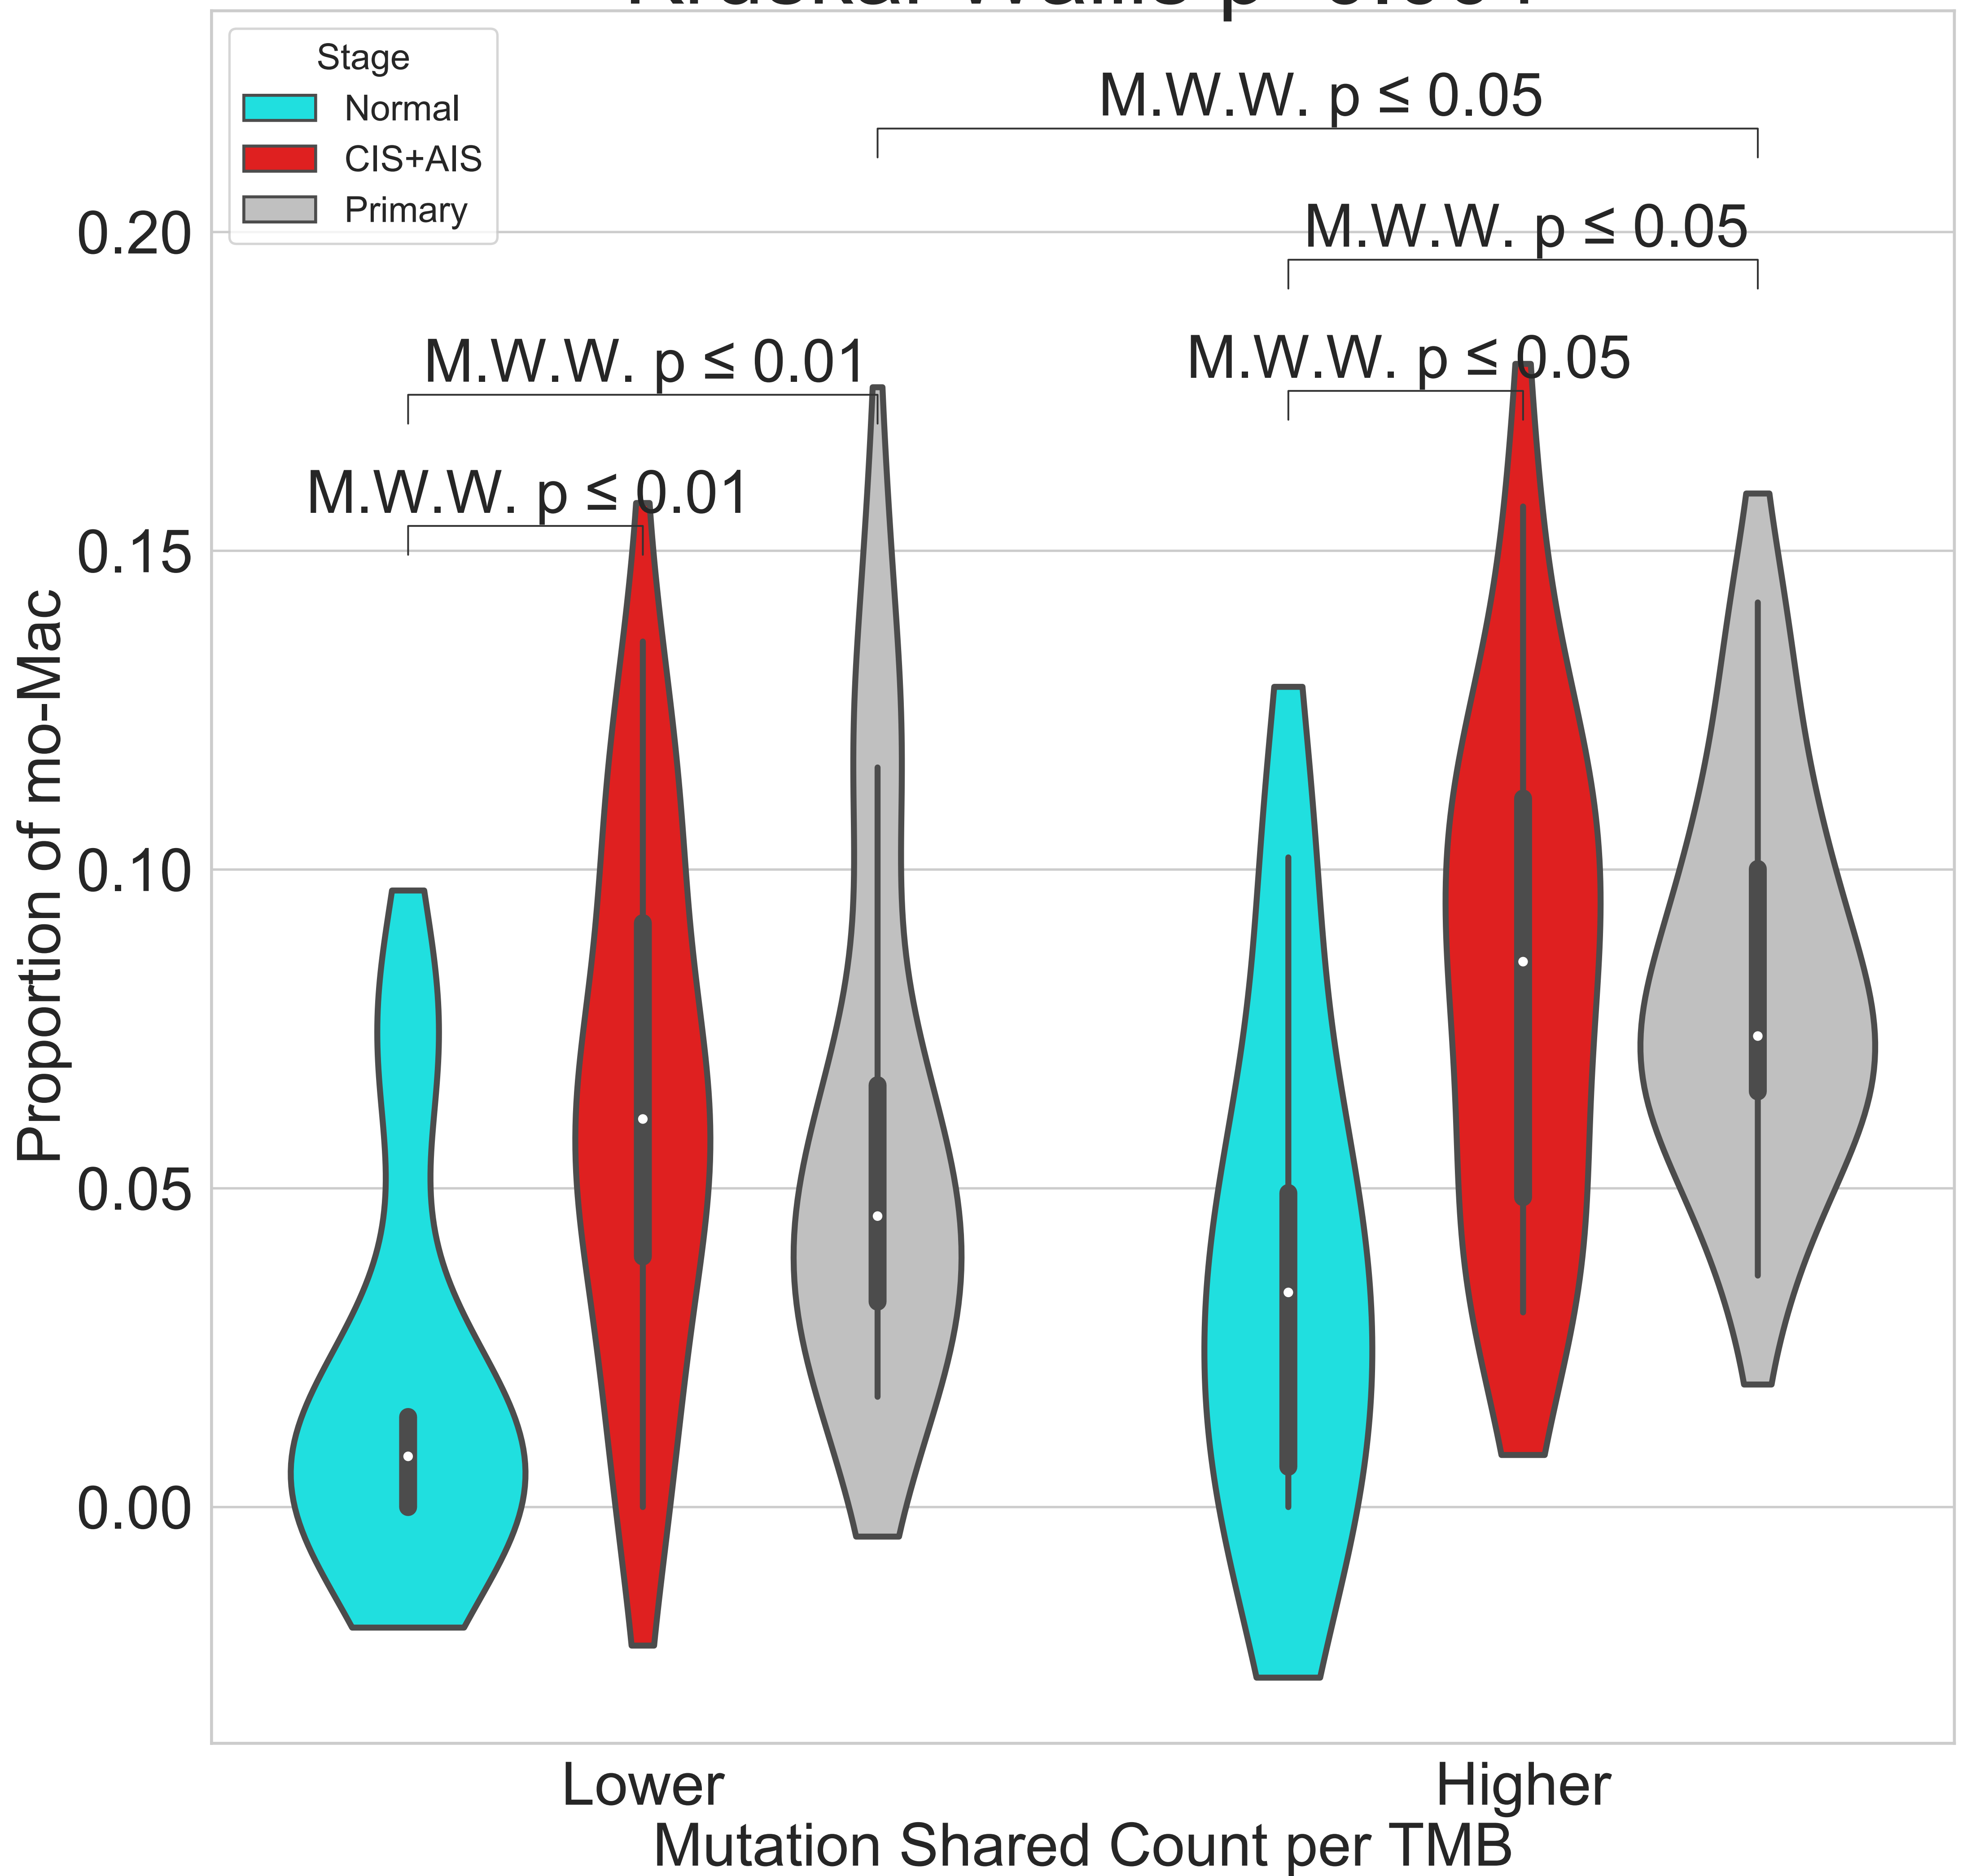 Stage
Normal
CIS+AIS
Primary
M.W.W. p ≤ 0.05
M.W.W. p ≤ 0.05
M.W.W. p ≤ 0.01
M.W.W. p ≤ 0.05
M.W.W. p ≤ 0.01
0.20
0.15
0.10
0.05
0.00
Proportion of mo-Mac
Lower
Higher
Mutation Shared Count per TMB